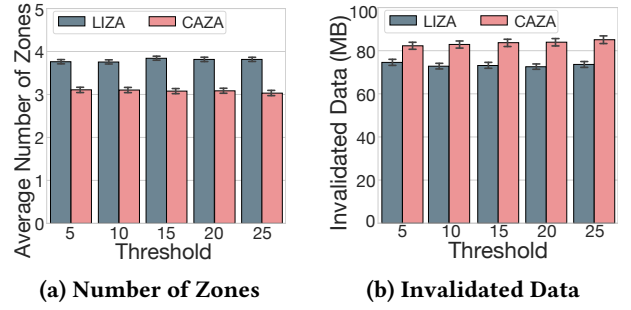 LIZA CAZA
Average Number of Zones
5
4
3
2
1
0
5 10 15 20 25
Threshold
(a) Number of Zones
LIZA CAZA
Invalidated Data (MB)
100
80
60
40
20
0
5 10 15 20 25
Threshold
(b) Invalidated Data